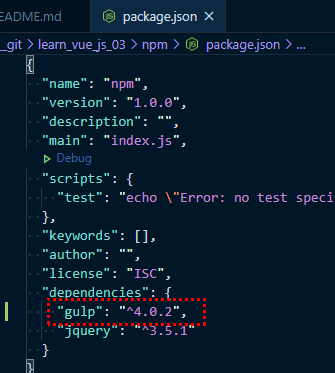 README.md
package.json
_git > learn_vue_js_03 > npm > package.json > ...
{
"name": "npm",
"version": "1.0.0",
"description": "",
"main": "index.js",
Debug
"scripts": {
"test": "echo \"Error: no test speci
},
"keywords": [],
"author": "",
"license": "ISC",
"dependencies": {
"gulp": "^4.0.2",
"jquery": "^3.5.1"
}
}